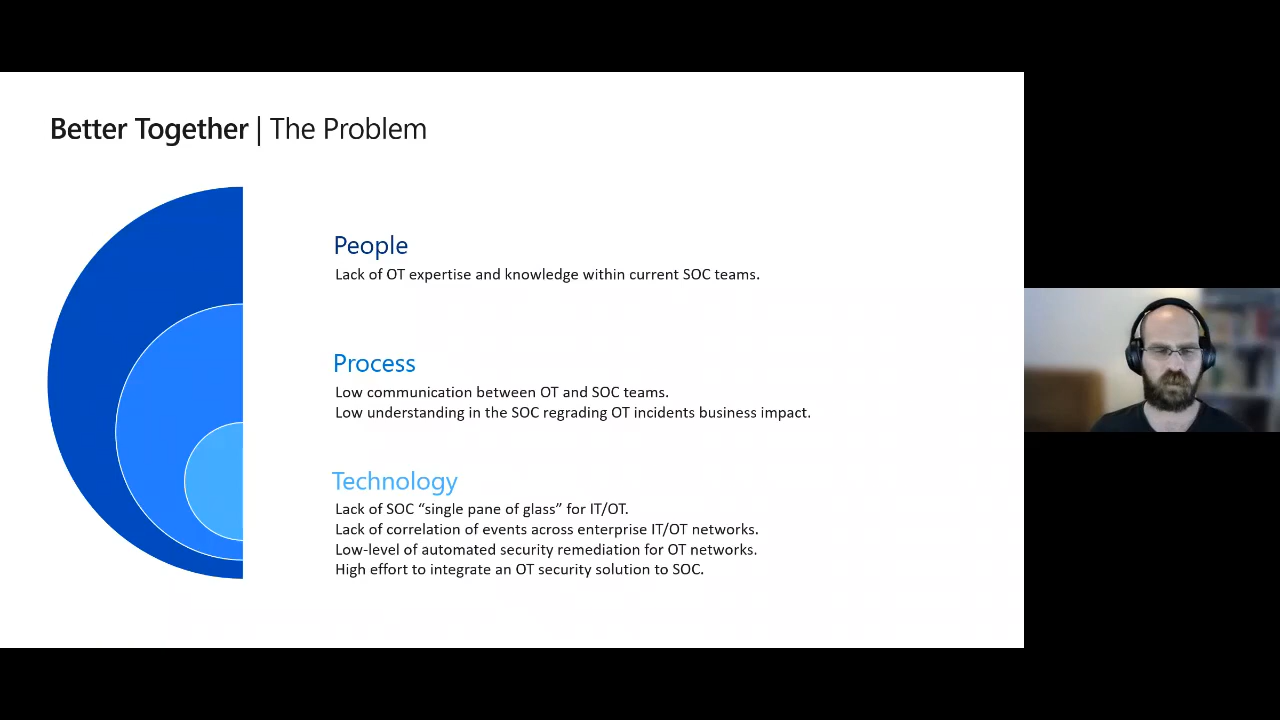 Better Together | The Problem
People
Lack of OT expertise and knowledge within current SOC teams.
Process
Low communication between OT and SOC teams.
Low understanding in the SOC regrading OT incidents business impact.
Technology
Lack of SOC “single pane of glass” for IT/OT.
Lack of correlation of events across enterprise IT/OT networks.
Low-level of automated security remediation for OT networks.
High effort to integrate an OT security solution to SOC.